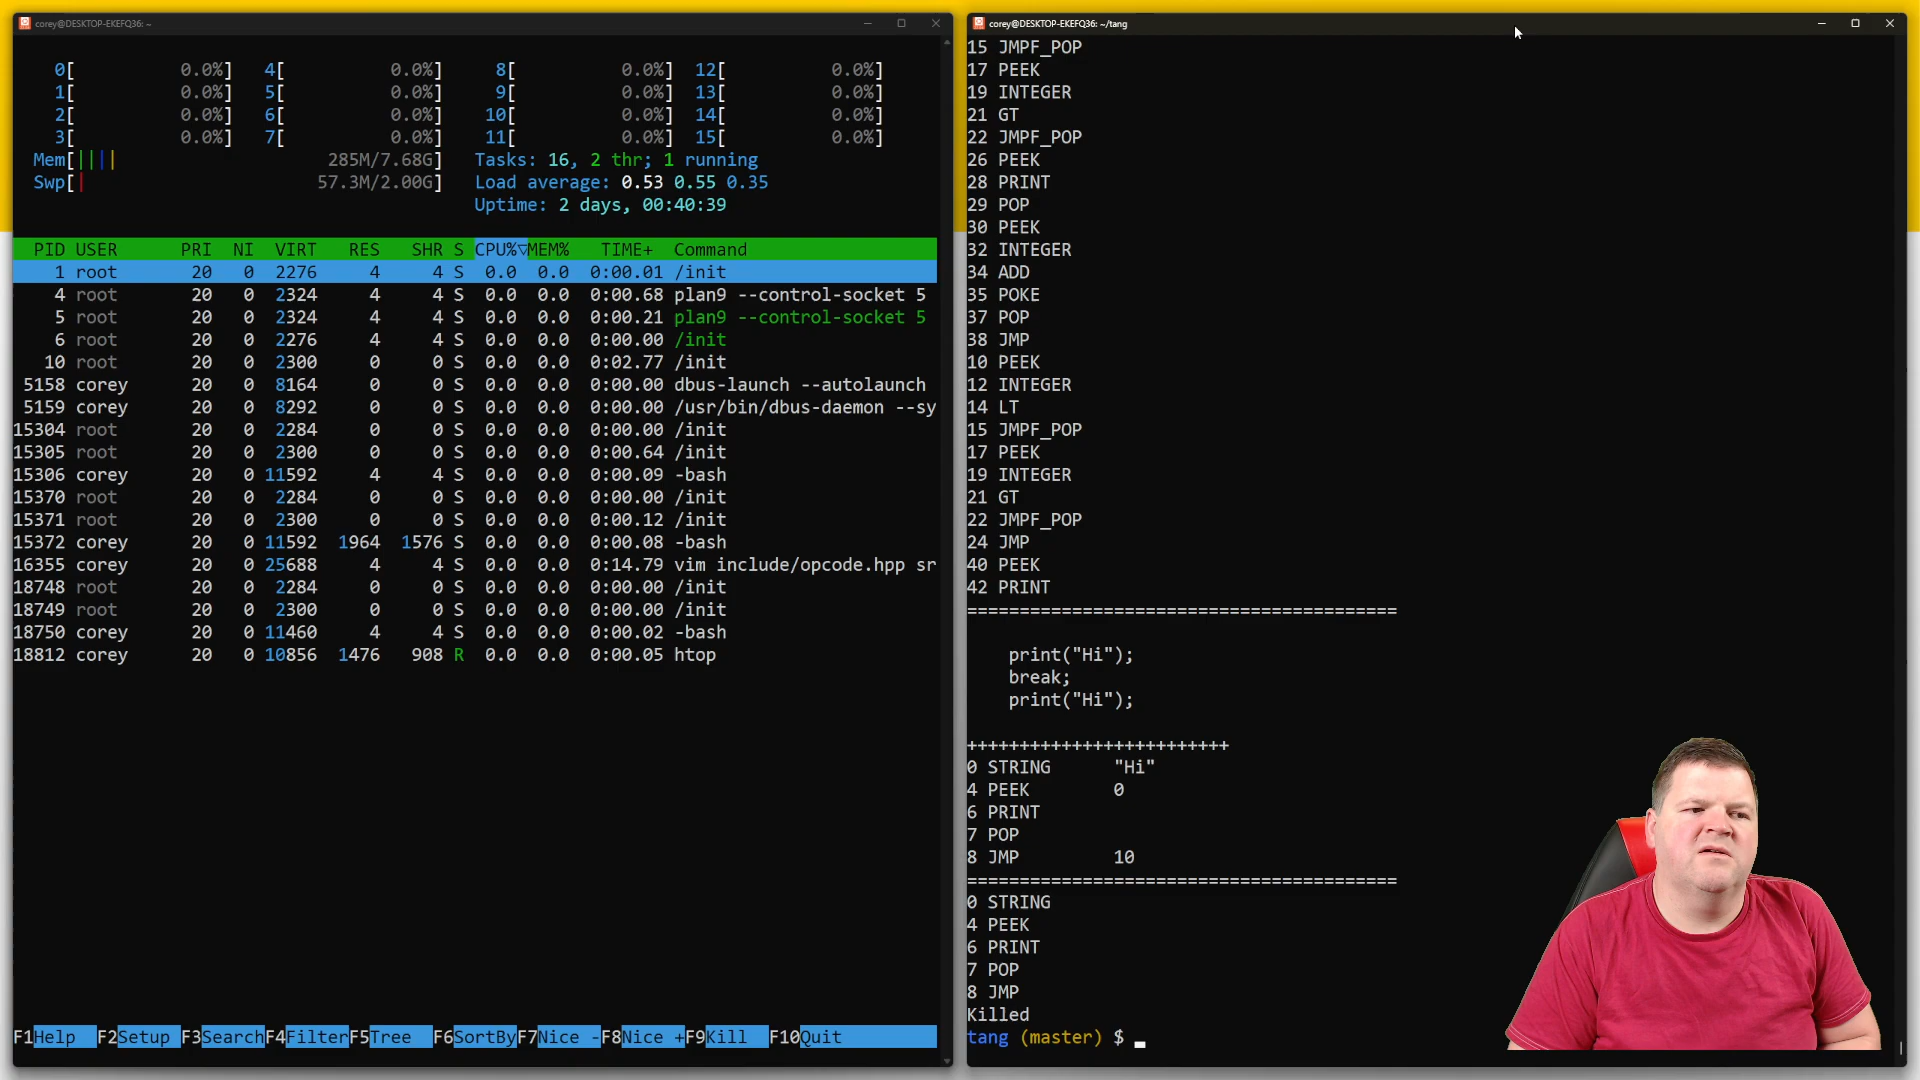 corey@DESKTOP-EKEFQ36: ~
0[ 0.0%] 4[ 0.0%] 8[ 0.0%] 12[ 0.0%]
1[ 0.0%] 5[ 0.0%] 9[ 0.0%] 13[ 0.0%]
2[ 0.0%] 6[ 0.0%] 10[ 0.0%] 14[ 0.0%]
3[ 0.0%] 7[ 0.0%] 11[ 0.0%] 15[ 0.0%]
Mem[|||| 285M/7.68G] Tasks: 16, 2 thr; 1 running
Swp[| 57.3M/2.00G] Load average: 0.53 0.55 0.35
Uptime: 2 days, 00:40:39
PID USER PRI NI VIRT RES SHR S CPU%▽MEM% TIME+ Command
1 root 20 0 2276 4 4 S 0.0 0.0 0:00.01 /init
4 root 20 0 2324 4 4 S 0.0 0.0 0:00.68 plan9 --control-socket 5
5 root 20 0 2324 4 4 S 0.0 0.0 0:00.21 plan9 --control-socket 5
6 root 20 0 2276 4 4 S 0.0 0.0 0:00.00 /init
10 root 20 0 2300 0 0 S 0.0 0.0 0:02.77 /init
5158 corey 20 0 8164 0 0 S 0.0 0.0 0:00.00 dbus-launch --autolaunch
5159 corey 20 0 8292 0 0 S 0.0 0.0 0:00.00 /usr/bin/dbus-daemon --sy
15304 root 20 0 2284 0 0 S 0.0 0.0 0:00.00 /init
15305 root 20 0 2300 0 0 S 0.0 0.0 0:00.64 /init
15306 corey 20 0 11592 4 4 S 0.0 0.0 0:00.09 -bash
15370 root 20 0 2284 0 0 S 0.0 0.0 0:00.00 /init
15371 root 20 0 2300 0 0 S 0.0 0.0 0:00.12 /init
15372 corey 20 0 11592 1964 1576 S 0.0 0.0 0:00.08 -bash
16355 corey 20 0 25688 4 4 S 0.0 0.0 0:14.79 vim include/opcode.hpp sr
18748 root 20 0 2284 0 0 S 0.0 0.0 0:00.00 /init
18749 root 20 0 2300 0 0 S 0.0 0.0 0:00.00 /init
18750 corey 20 0 11460 4 4 S 0.0 0.0 0:00.02 -bash
18812 corey 20 0 10856 1476 908 R 0.0 0.0 0:00.05 htop
F1Help F2Setup F3SearchF4FilterF5Tree F6SortByF7Nice -F8Nice +F9Kill F10Quit
corey@DESKTOP-EKEFQ36: ~/tang
15 JMPF_POP
17 PEEK
19 INTEGER
21 GT
22 JMPF_POP
26 PEEK
28 PRINT
29 POP
30 PEEK
32 INTEGER
34 ADD
35 POKE
37 POP
38 JMP
10 PEEK
12 INTEGER
14 LT
15 JMPF_POP
17 PEEK
19 INTEGER
21 GT
22 JMPF_POP
24 JMP
40 PEEK
42 PRINT
=========================================
print("Hi");
break;
print("Hi");
+++++++++++++++++++++++++
0 STRING "Hi"
4 PEEK 0
6 PRINT
7 POP
8 JMP 10
=========================================
0 STRING
4 PEEK
6 PRINT
7 POP
8 JMP
Killed
tang (master) $